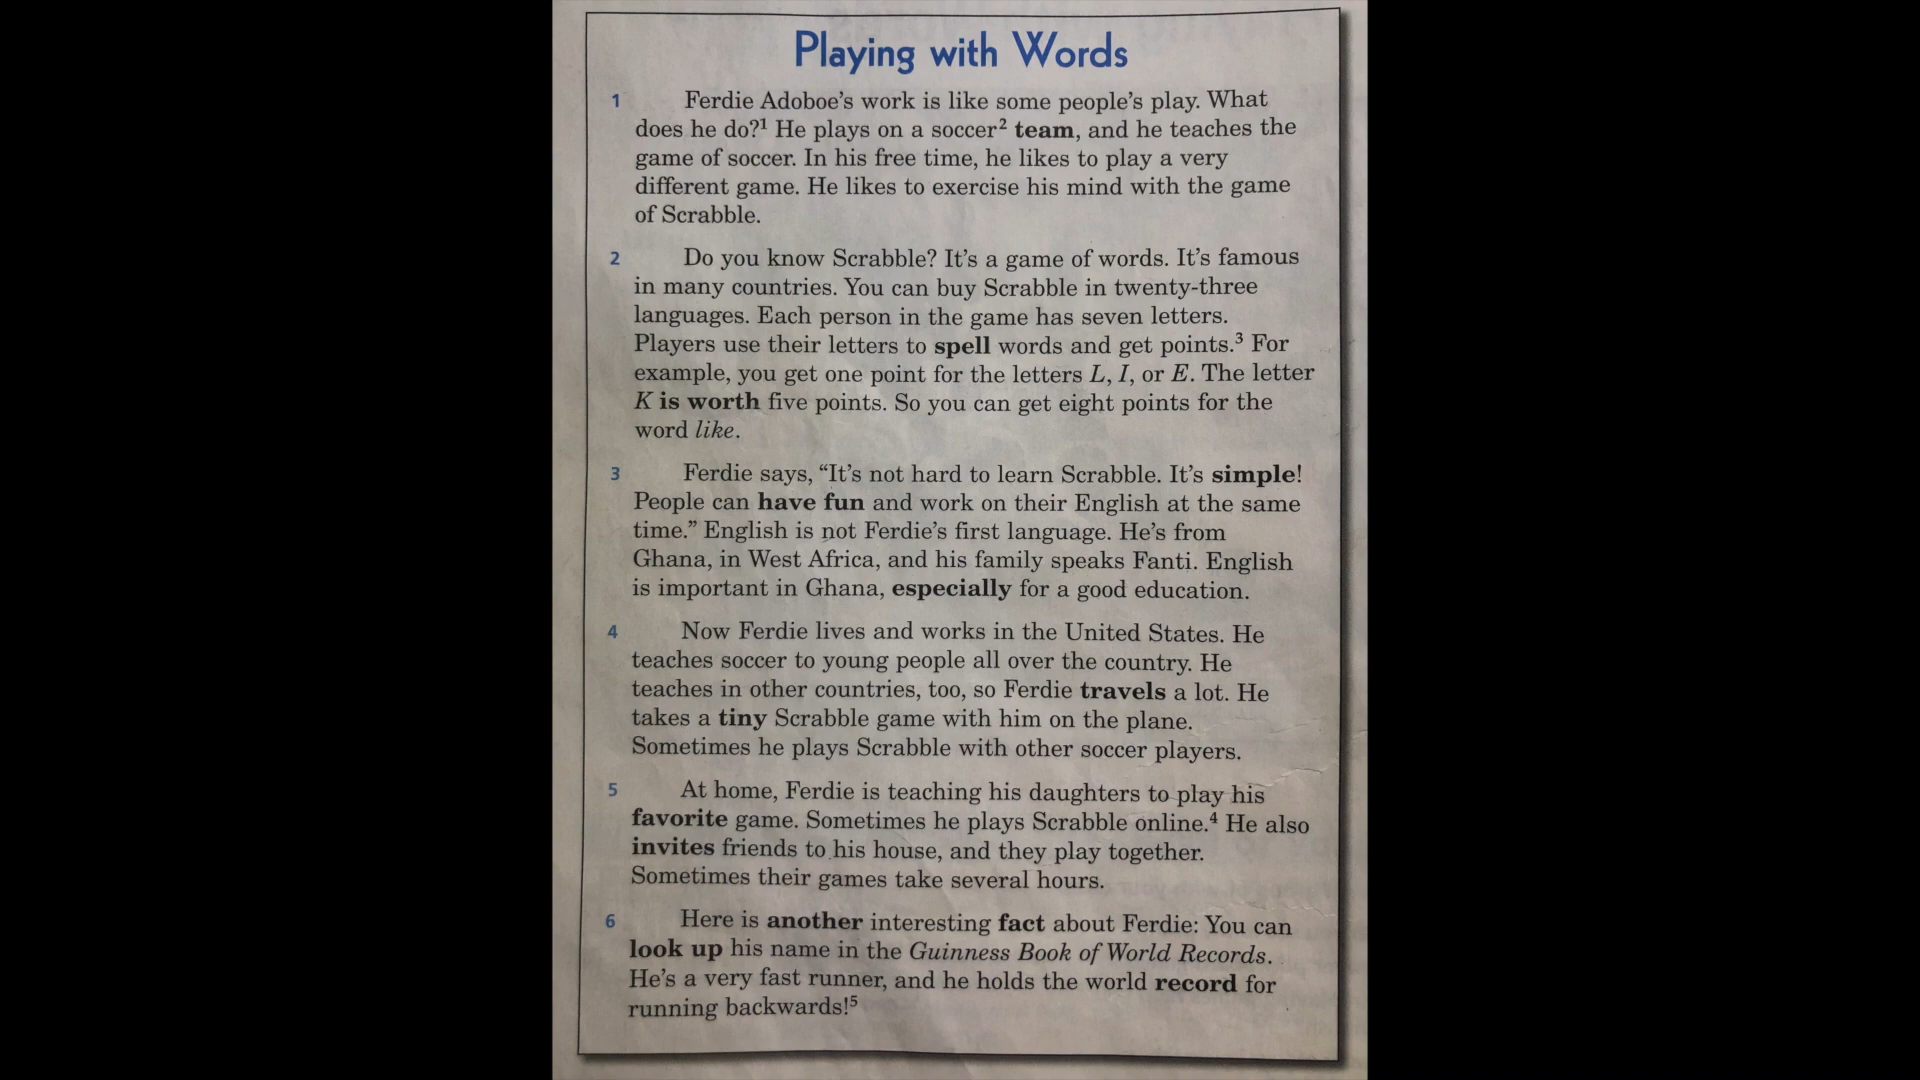 Playing with Words
1 Ferdie Adoboe's work is like some people's play. What
does he do?¹ He plays on a soccer² team, and he teaches the
game of soccer. In his free time, he likes to play a very
different game. He likes to exercise his mind with the game
of Scrabble.
2 Do you know Scrabble? It's a game of words. It's famous
in many countries. You can buy Scrabble in twenty-three
languages. Each person in the game has seven letters.
Players use their letters to spell words and get points.³ For
example, you get one point for the letters L, I, or E. The letter
K is worth five points. So you can get eight points for the
word like.
3 Ferdie says, “It's not hard to learn Scrabble. It's simple!
People can have fun and work on their English at the same
time.” English is not Ferdie's first language. He's from
Ghana, in West Africa, and his family speaks Fanti. English
is important in Ghana, especially for a good education.
4 Now Ferdie lives and works in the United States. He
teaches soccer to young people all over the country. He
teaches in other countries, too, so Ferdie travels a lot. He
takes a tiny Scrabble game with him on the plane.
Sometimes he plays Scrabble with other soccer players.
5 At home, Ferdie is teaching his daughters to play his
favorite game. Sometimes he plays Scrabble online.⁴ He also
invites friends to his house, and they play together.
Sometimes their games take several hours.
6 Here is another interesting fact about Ferdie: You can
look up his name in the Guinness Book of World Records.
He's a very fast runner, and he holds the world record for
running backwards!⁵